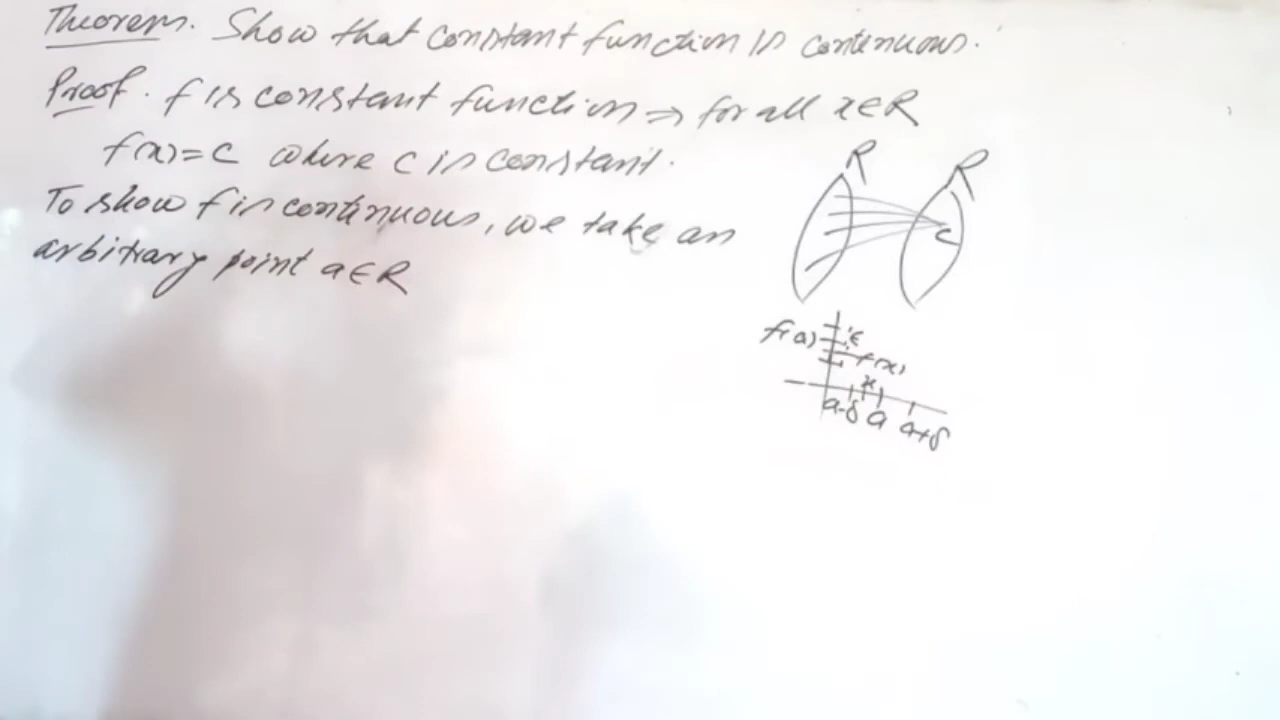 Theorem. Show that constant function is continuous.
Proof. f is constant function ⇒ for all x∈R
f(x)=c where c is constant.
To show f is continuous, we take an
arbitrary point a∈R
R R
c
f(a) ε
f(x)
x
a-δ a a+δ